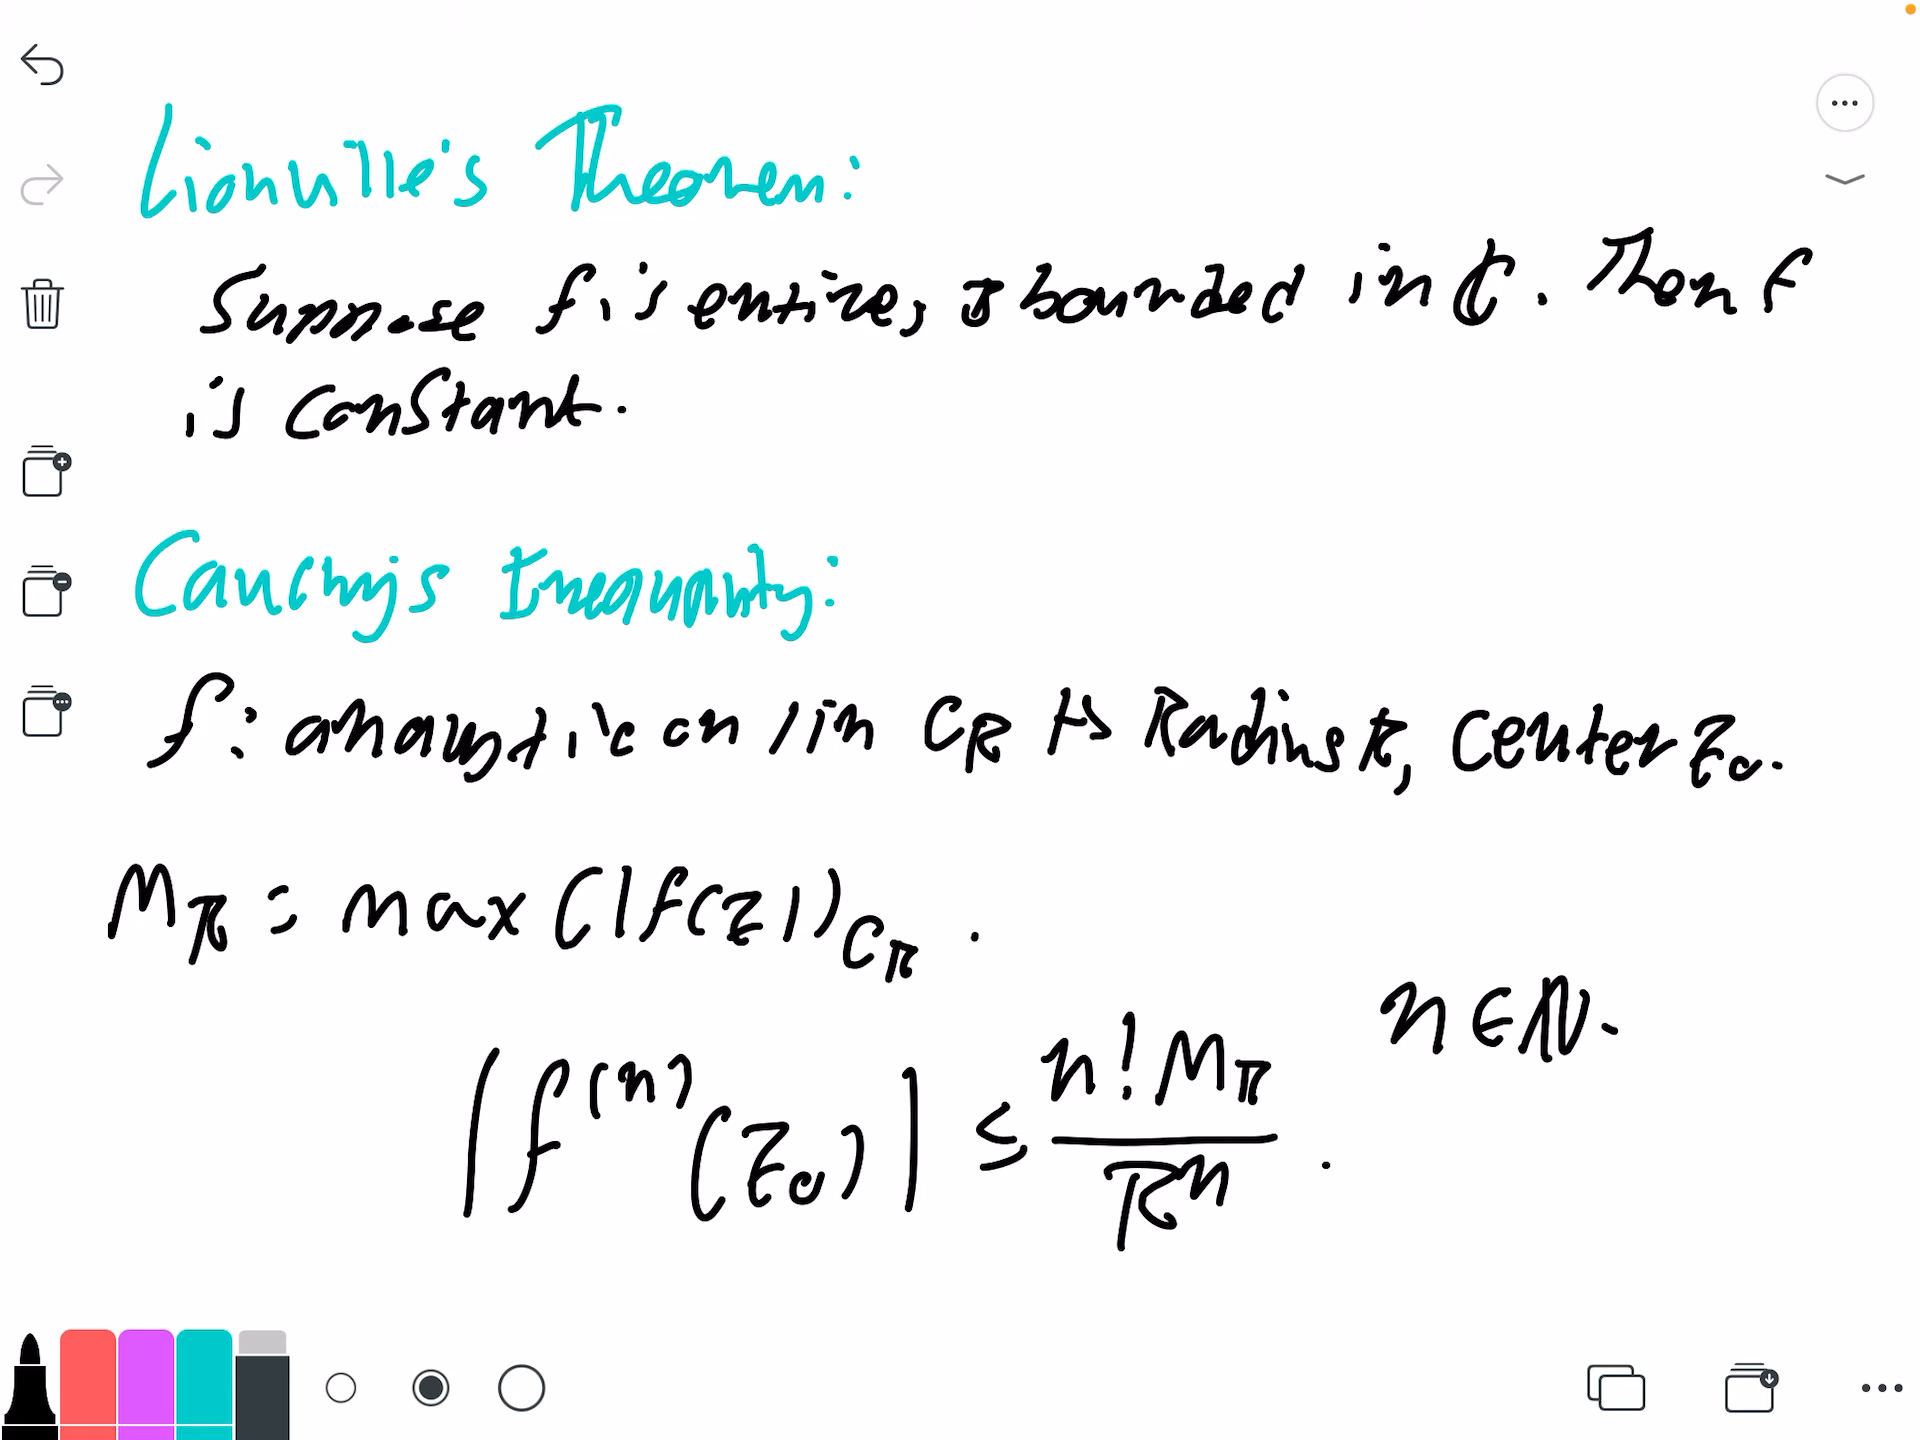 Liouville's Theorem:
Suppose f is entire, & bounded in ℂ. Then f
is constant.
Cauchy's Inequality:
f: analytic on/in C_R Radius R, center z₀.
M_R = max(|f(z)|)_{C_R}.
n ∈ ℕ.
|f^{(n)}(z₀)| ≤ n! M_R / R^n.